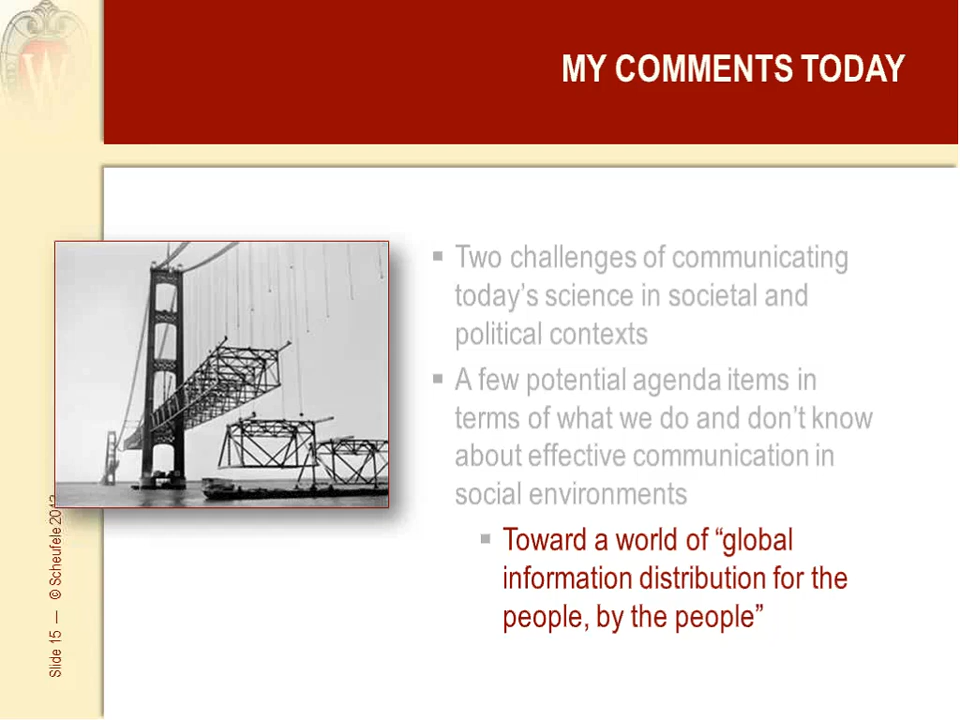 MY COMMENTS TODAY
Two challenges of communicating
today's science in societal and
political contexts
A few potential agenda items in
terms of what we do and don't know
about effective communication in
social environments
Toward a world of “global
information distribution for the
people, by the people”
Slide 15 — © Scheufele
W